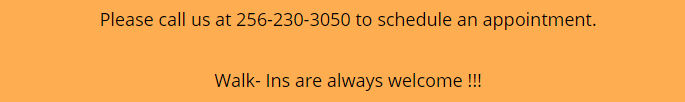 Please call us at 256-230-3050 to schedule an appointment.
Walk- Ins are always welcome !!!